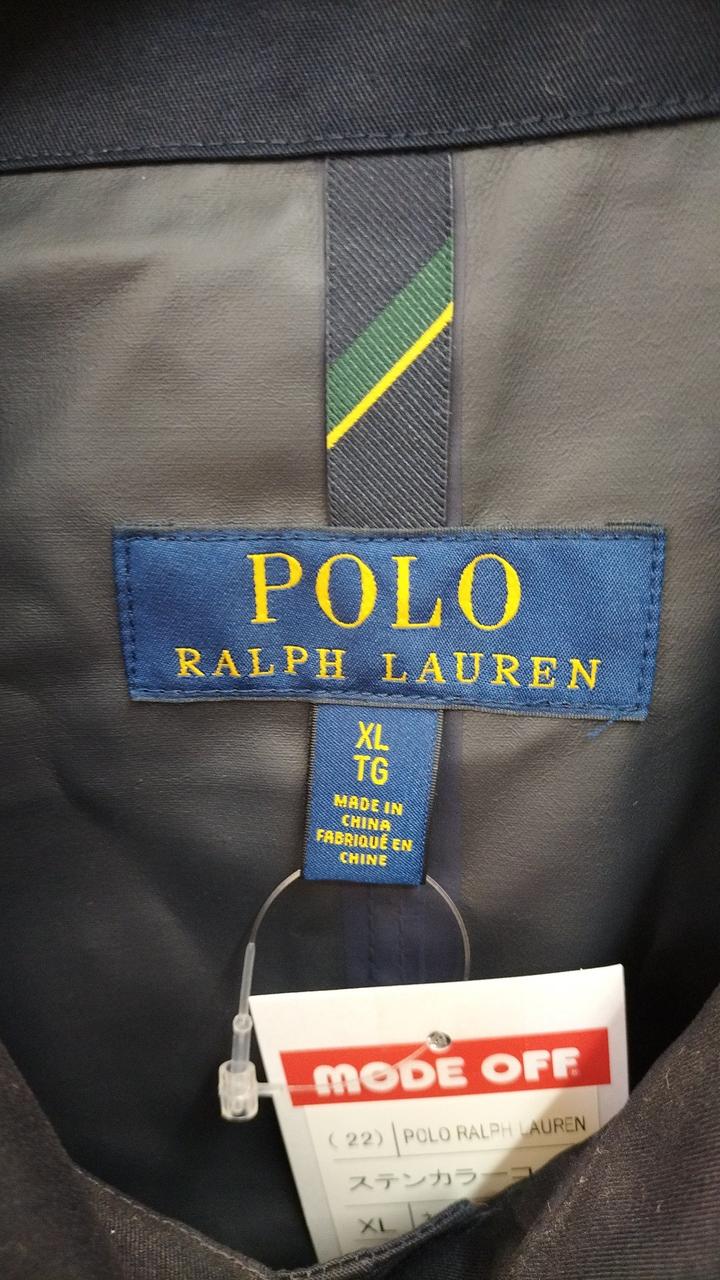 POLO
RALPH LAUREN
XL
TG
MADE IN
CHINA
FABRIQUÉ EN
CHINE
MODE OFF
(22) POLO RALPH LAUREN
ステンカラーコ
XL